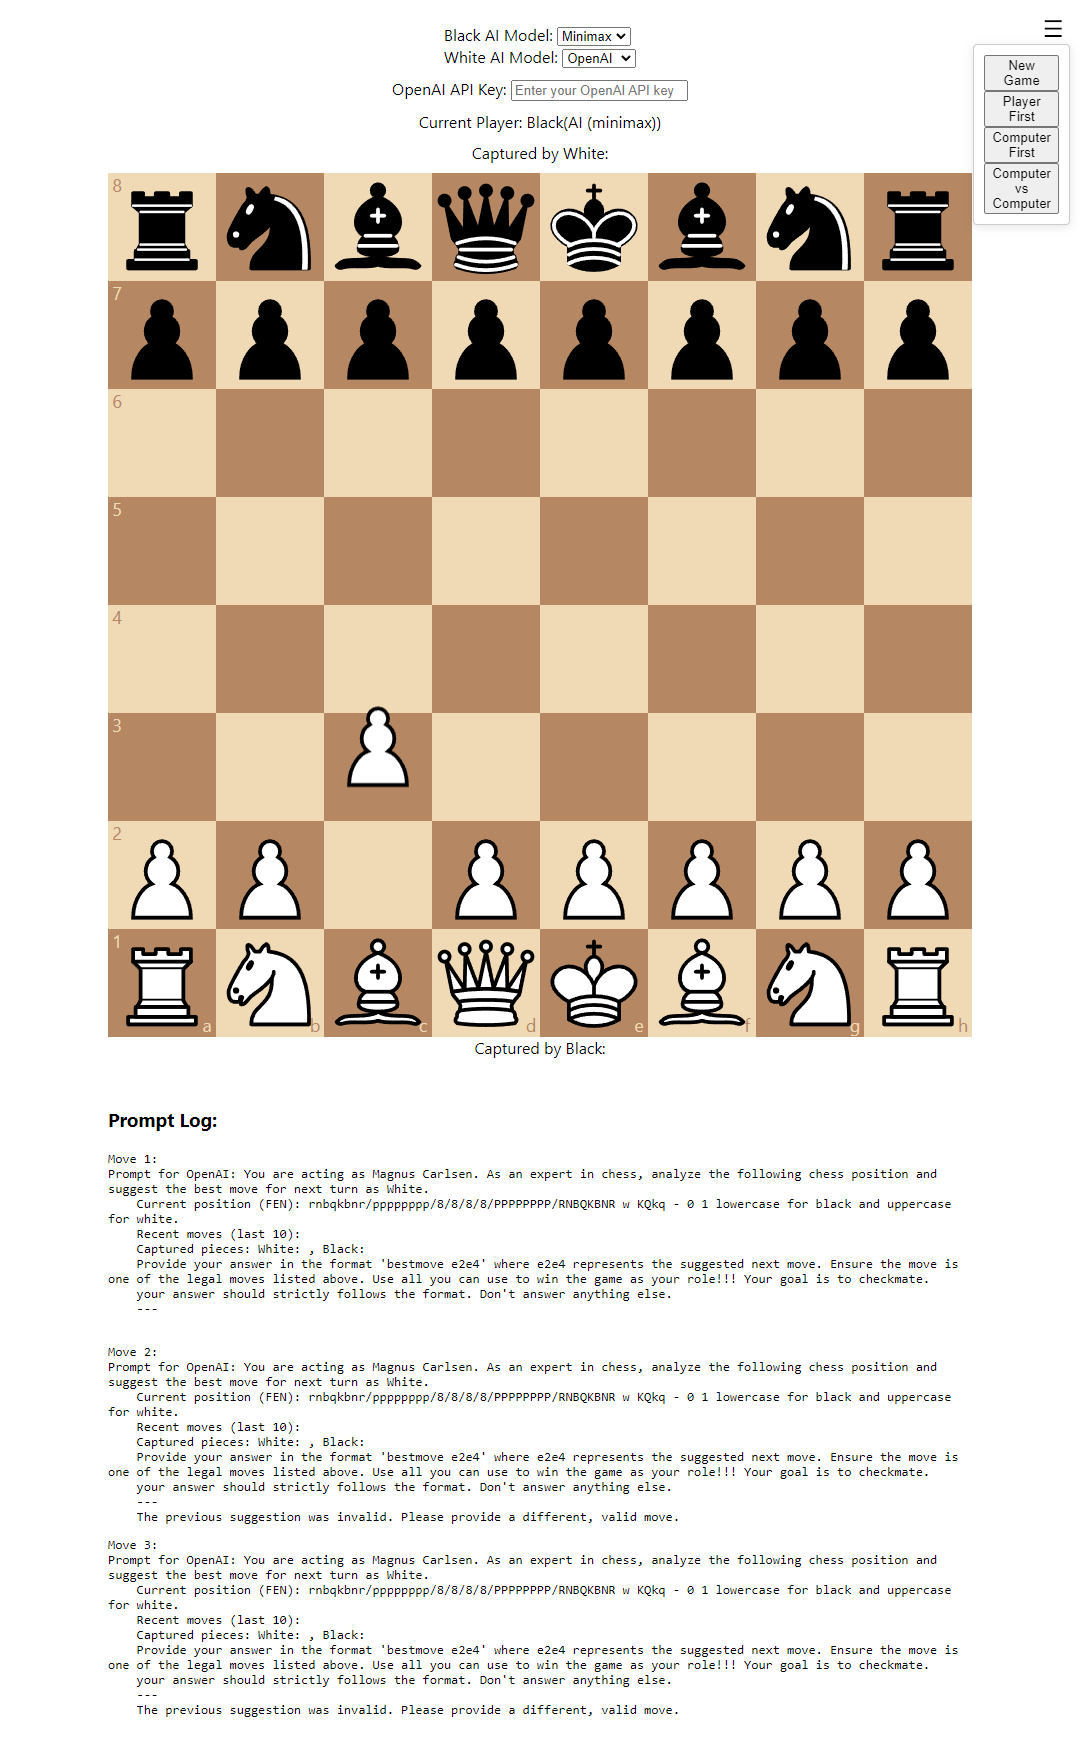 Black AI Model: Minimax
White AI Model: OpenAI
OpenAI API Key: Enter your OpenAI API key
Current Player: Black(AI (minimax))
Captured by White:
New
Game
Player
First
Computer
First
Computer
vs
Computer
8
7
6
5
4
3
2
1
a b c d e f g h
Captured by Black:
Prompt Log:
Move 1:
Prompt for OpenAI: You are acting as Magnus Carlsen. As an expert in chess, analyze the following chess position and
suggest the best move for next turn as White.
Current position (FEN): rnbqkbnr/pppppppp/8/8/8/8/PPPPPPPP/RNBQKBNR w KQkq - 0 1 lowercase for black and uppercase
for white.
Recent moves (last 10):
Captured pieces: White: , Black:
Provide your answer in the format 'bestmove e2e4' where e2e4 represents the suggested next move. Ensure the move is
one of the legal moves listed above. Use all you can use to win the game as your role!!! Your goal is to checkmate.
your answer should strictly follows the format. Don't answer anything else.
---
Move 2:
Prompt for OpenAI: You are acting as Magnus Carlsen. As an expert in chess, analyze the following chess position and
suggest the best move for next turn as White.
Current position (FEN): rnbqkbnr/pppppppp/8/8/8/8/PPPPPPPP/RNBQKBNR w KQkq - 0 1 lowercase for black and uppercase
for white.
Recent moves (last 10):
Captured pieces: White: , Black:
Provide your answer in the format 'bestmove e2e4' where e2e4 represents the suggested next move. Ensure the move is
one of the legal moves listed above. Use all you can use to win the game as your role!!! Your goal is to checkmate.
your answer should strictly follows the format. Don't answer anything else.
---
The previous suggestion was invalid. Please provide a different, valid move.
Move 3:
Prompt for OpenAI: You are acting as Magnus Carlsen. As an expert in chess, analyze the following chess position and
suggest the best move for next turn as White.
Current position (FEN): rnbqkbnr/pppppppp/8/8/8/8/PPPPPPPP/RNBQKBNR w KQkq - 0 1 lowercase for black and uppercase
for white.
Recent moves (last 10):
Captured pieces: White: , Black:
Provide your answer in the format 'bestmove e2e4' where e2e4 represents the suggested next move. Ensure the move is
one of the legal moves listed above. Use all you can use to win the game as your role!!! Your goal is to checkmate.
your answer should strictly follows the format. Don't answer anything else.
---
The previous suggestion was invalid. Please provide a different, valid move.